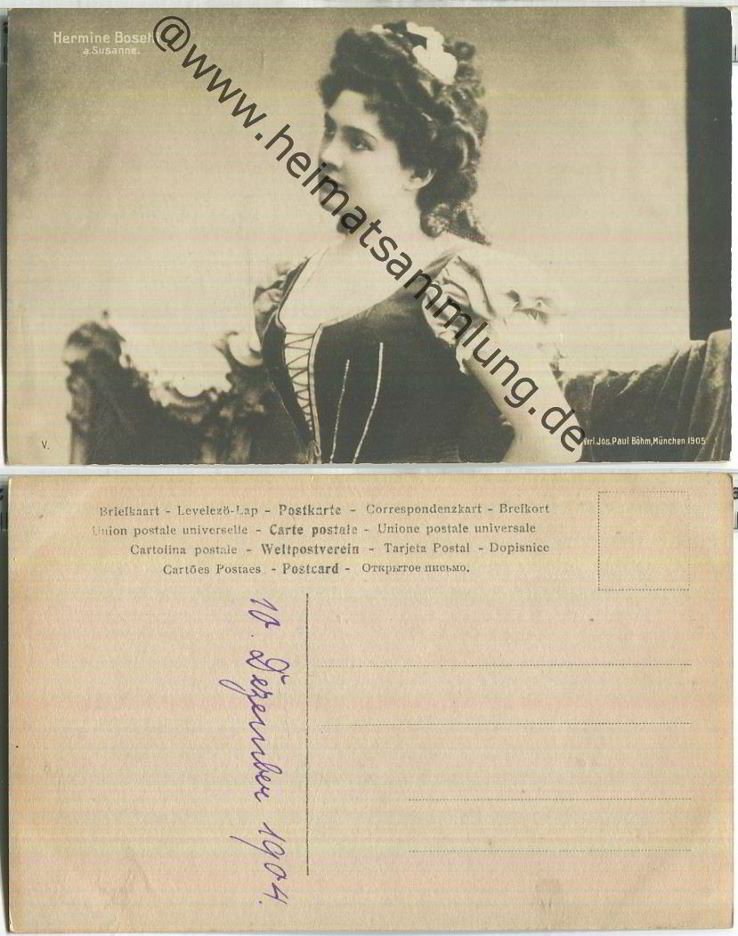 Hermine Boset
a. Susanne.
@www.heimatsammlung.de
V.
Verl. Jos. Paul Böhm, München 1905
Briefkaart - Levelező-Lap - Postkarte - Correspondenzkart - Brefkort
Union postale universelle - Carte postale - Unione postale universale
Cartolina postale - Weltpostverein - Tarjeta Postal - Dopisnice
Cartões Postaes - Postcard - Открытое письмо.
10. Dezember 1904.